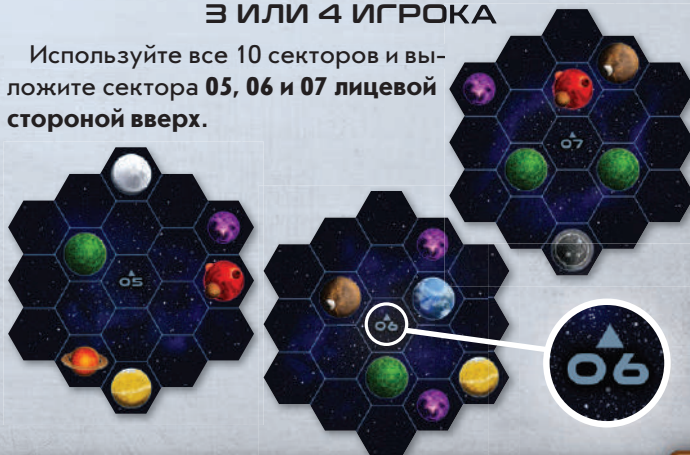 3 ИЛИ 4 ИГРОКА
Используйте все 10 секторов и вы-
ложите сектора 05, 06 и 07 лицевой
стороной вверх.
07
05
06
06